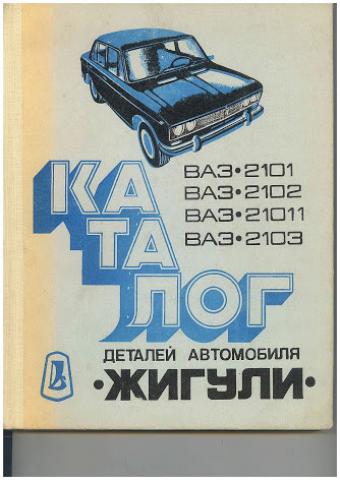 ВАЗ•2101
ВАЗ•2102
ВАЗ•21011
ВАЗ•2103
КА
ТА
ЛОГ
ДЕТАЛЕЙ АВТОМОБИЛЯ
•ЖИГУЛИ•